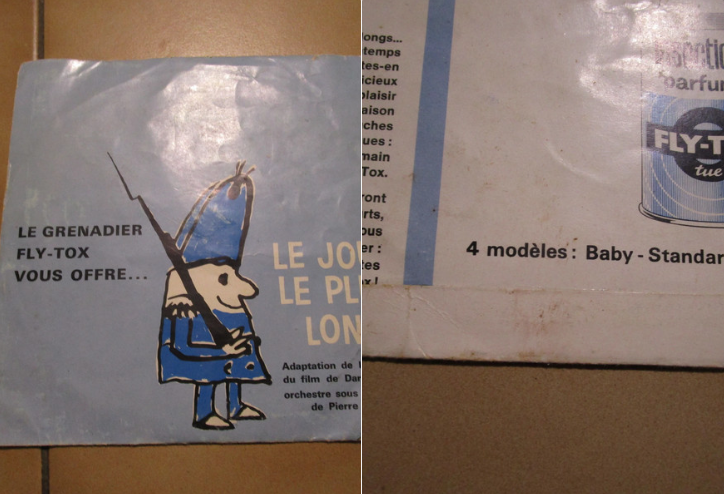 LE GRENADIER
FLY-TOX
VOUS OFFRE...
LE JO
LE PL
LON
Adaptation de
du film de Dar
orchestre sous
de Pierre
longs...
temps
tes-en
icieux
plaisir
aison
ches
ues :
main
Tox.
ront
rts,
ous
er :
tes
x !
parfu
FLY-T
tue
4 modèles : Baby - Standar